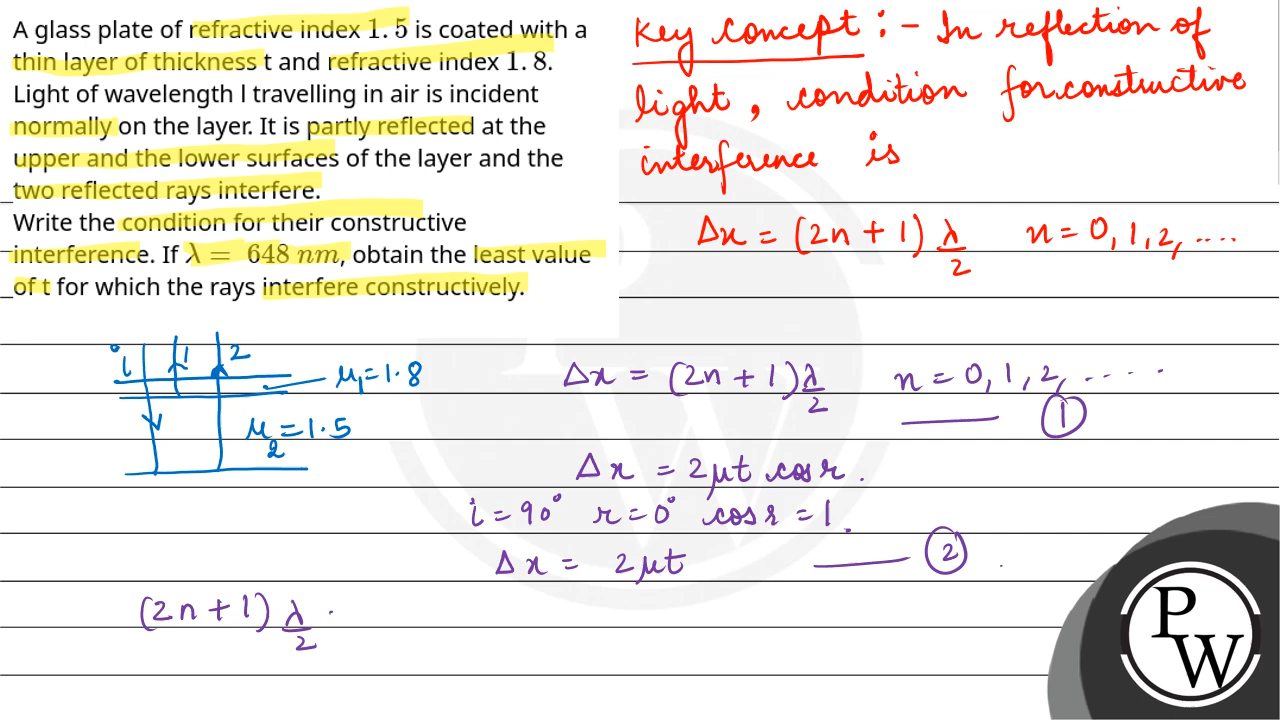 A glass plate of refractive index 1.5 is coated with a
thin layer of thickness t and refractive index 1.8.
Light of wavelength l travelling in air is incident
normally on the layer. It is partly reflected at the
upper and the lower surfaces of the layer and the
two reflected rays interfere.
Write the condition for their constructive
interference. If λ = 648 nm, obtain the least value
of t for which the rays interfere constructively.
Key Concept :- In reflection of
light, condition for constructive
interference is
Δx = (2n + 1) λ/2 n = 0, 1, 2, ....
i 1 2
μ₁ = 1.8
μ₂ = 1.5
Δx = (2n + 1) λ/2 n = 0, 1, 2, .....
1
Δx = 2μt cos r.
i = 90° r = 0° cos r = 1.
Δx = 2μt 2
(2n + 1) λ/2 .
P
W